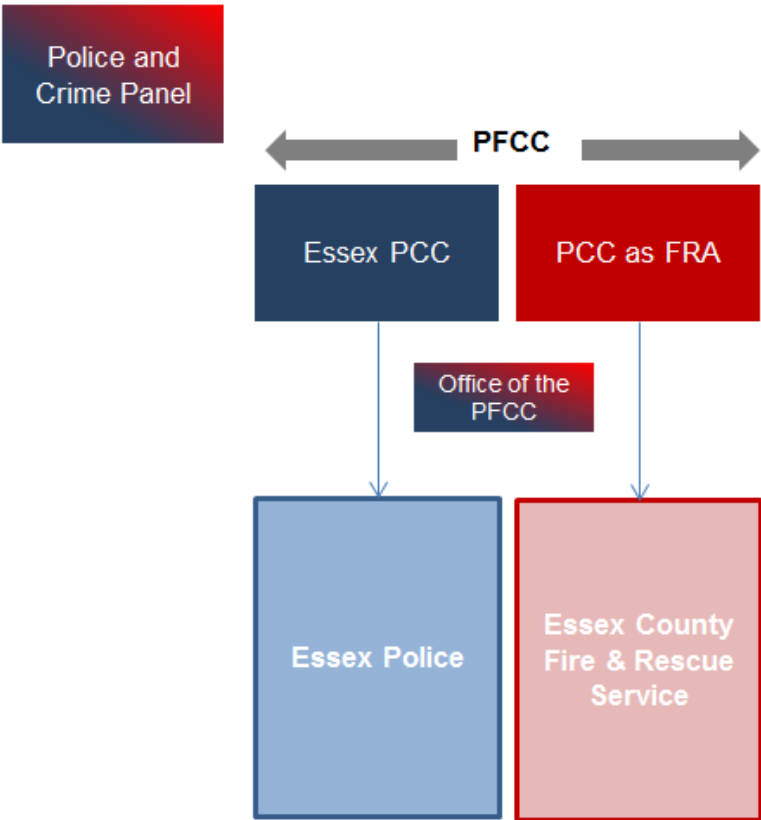 Police and
Crime Panel
PFCC
Essex PCC
PCC as FRA
Office of the
PFCC
Essex Police
Essex County
Fire & Rescue
Service